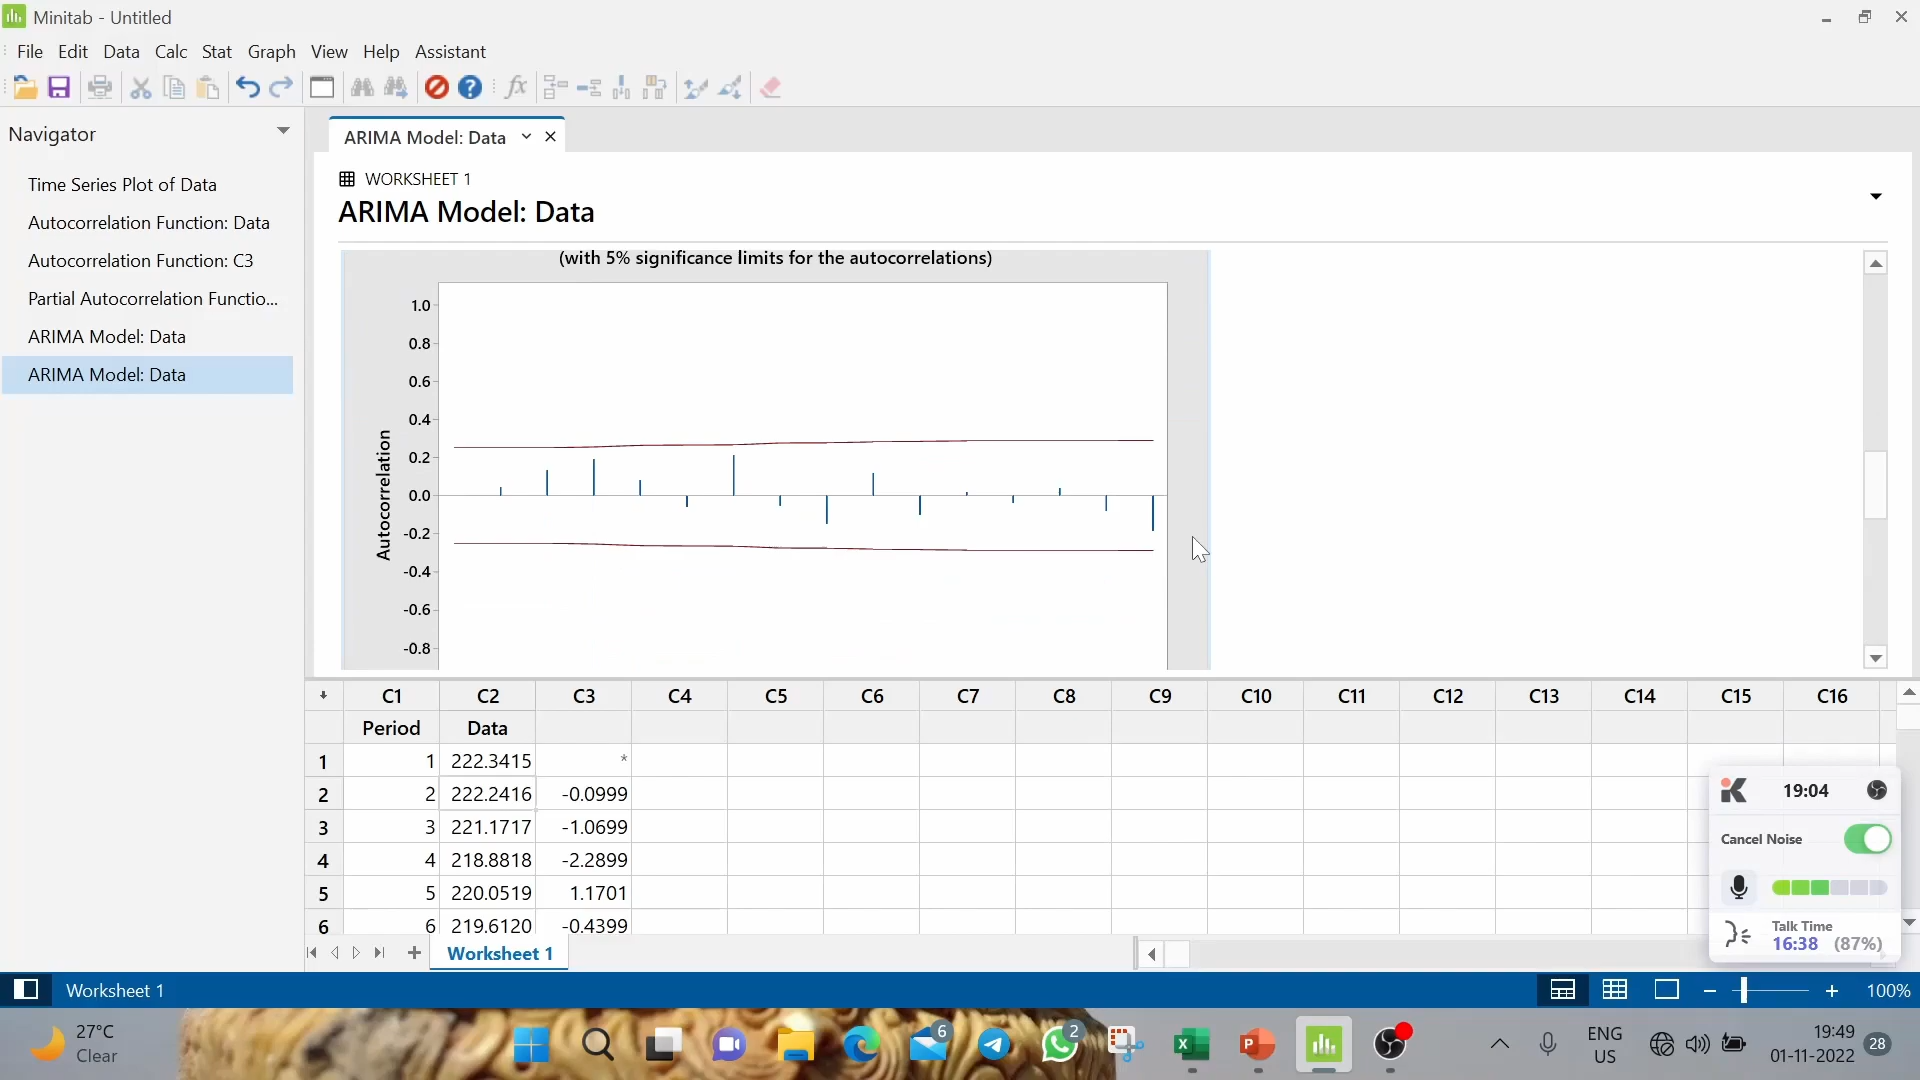 Minitab - Untitled
File Edit Data Calc Stat Graph View Help Assistant
Navigator
Time Series Plot of Data
Autocorrelation Function: Data
Autocorrelation Function: C3
Partial Autocorrelation Functio...
ARIMA Model: Data
ARIMA Model: Data
ARIMA Model: Data
WORKSHEET 1
ARIMA Model: Data
(with 5% significance limits for the autocorrelations)
Autocorrelation
1.0
0.8
0.6
0.4
0.2
0.0
-0.2
-0.4
-0.6
-0.8
C1 C2 C3 C4 C5 C6 C7 C8 C9 C10 C11 C12 C13 C14 C15 C16
Period Data
1 1 222.3415 *
2 2 222.2416 -0.0999
3 3 221.1717 -1.0699
4 4 218.8818 -2.2899
5 5 220.0519 1.1701
6 6 219.6120 -0.4399
19:04
Cancel Noise
Talk Time
16:38 (87%)
Worksheet 1
Worksheet 1
100%
27°C
Clear
6
2
ENG
US
19:49
01-11-2022
28